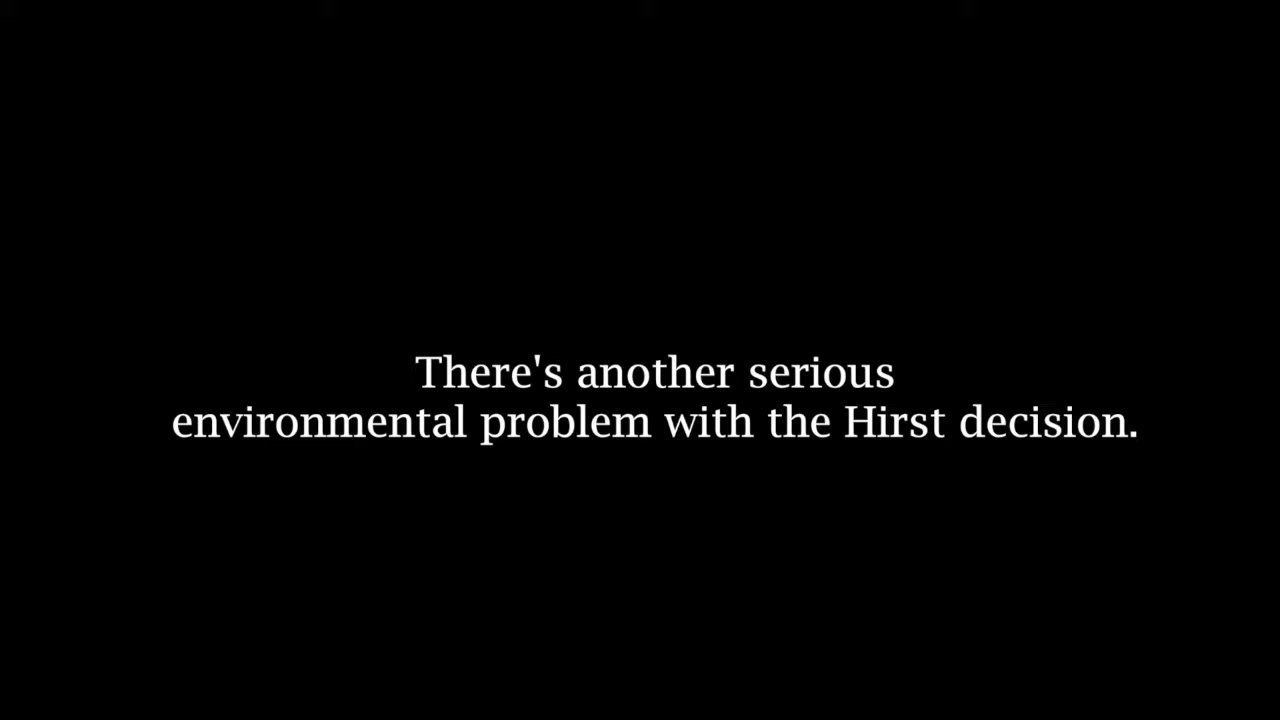 There's another serious
environmental problem with the Hirst decision.